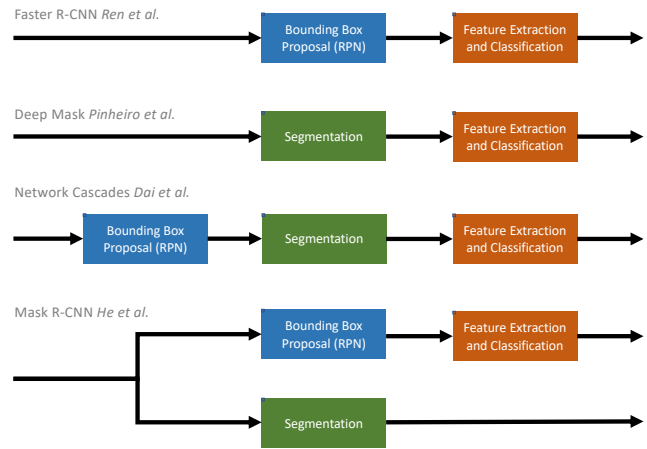 Faster R-CNN Ren et al.
Bounding Box
Proposal (RPN)
Feature Extraction
and Classification
Deep Mask Pinheiro et al.
Segmentation
Feature Extraction
and Classification
Network Cascades Dai et al.
Bounding Box
Proposal (RPN)
Segmentation
Feature Extraction
and Classification
Mask R-CNN He et al.
Bounding Box
Proposal (RPN)
Feature Extraction
and Classification
Segmentation